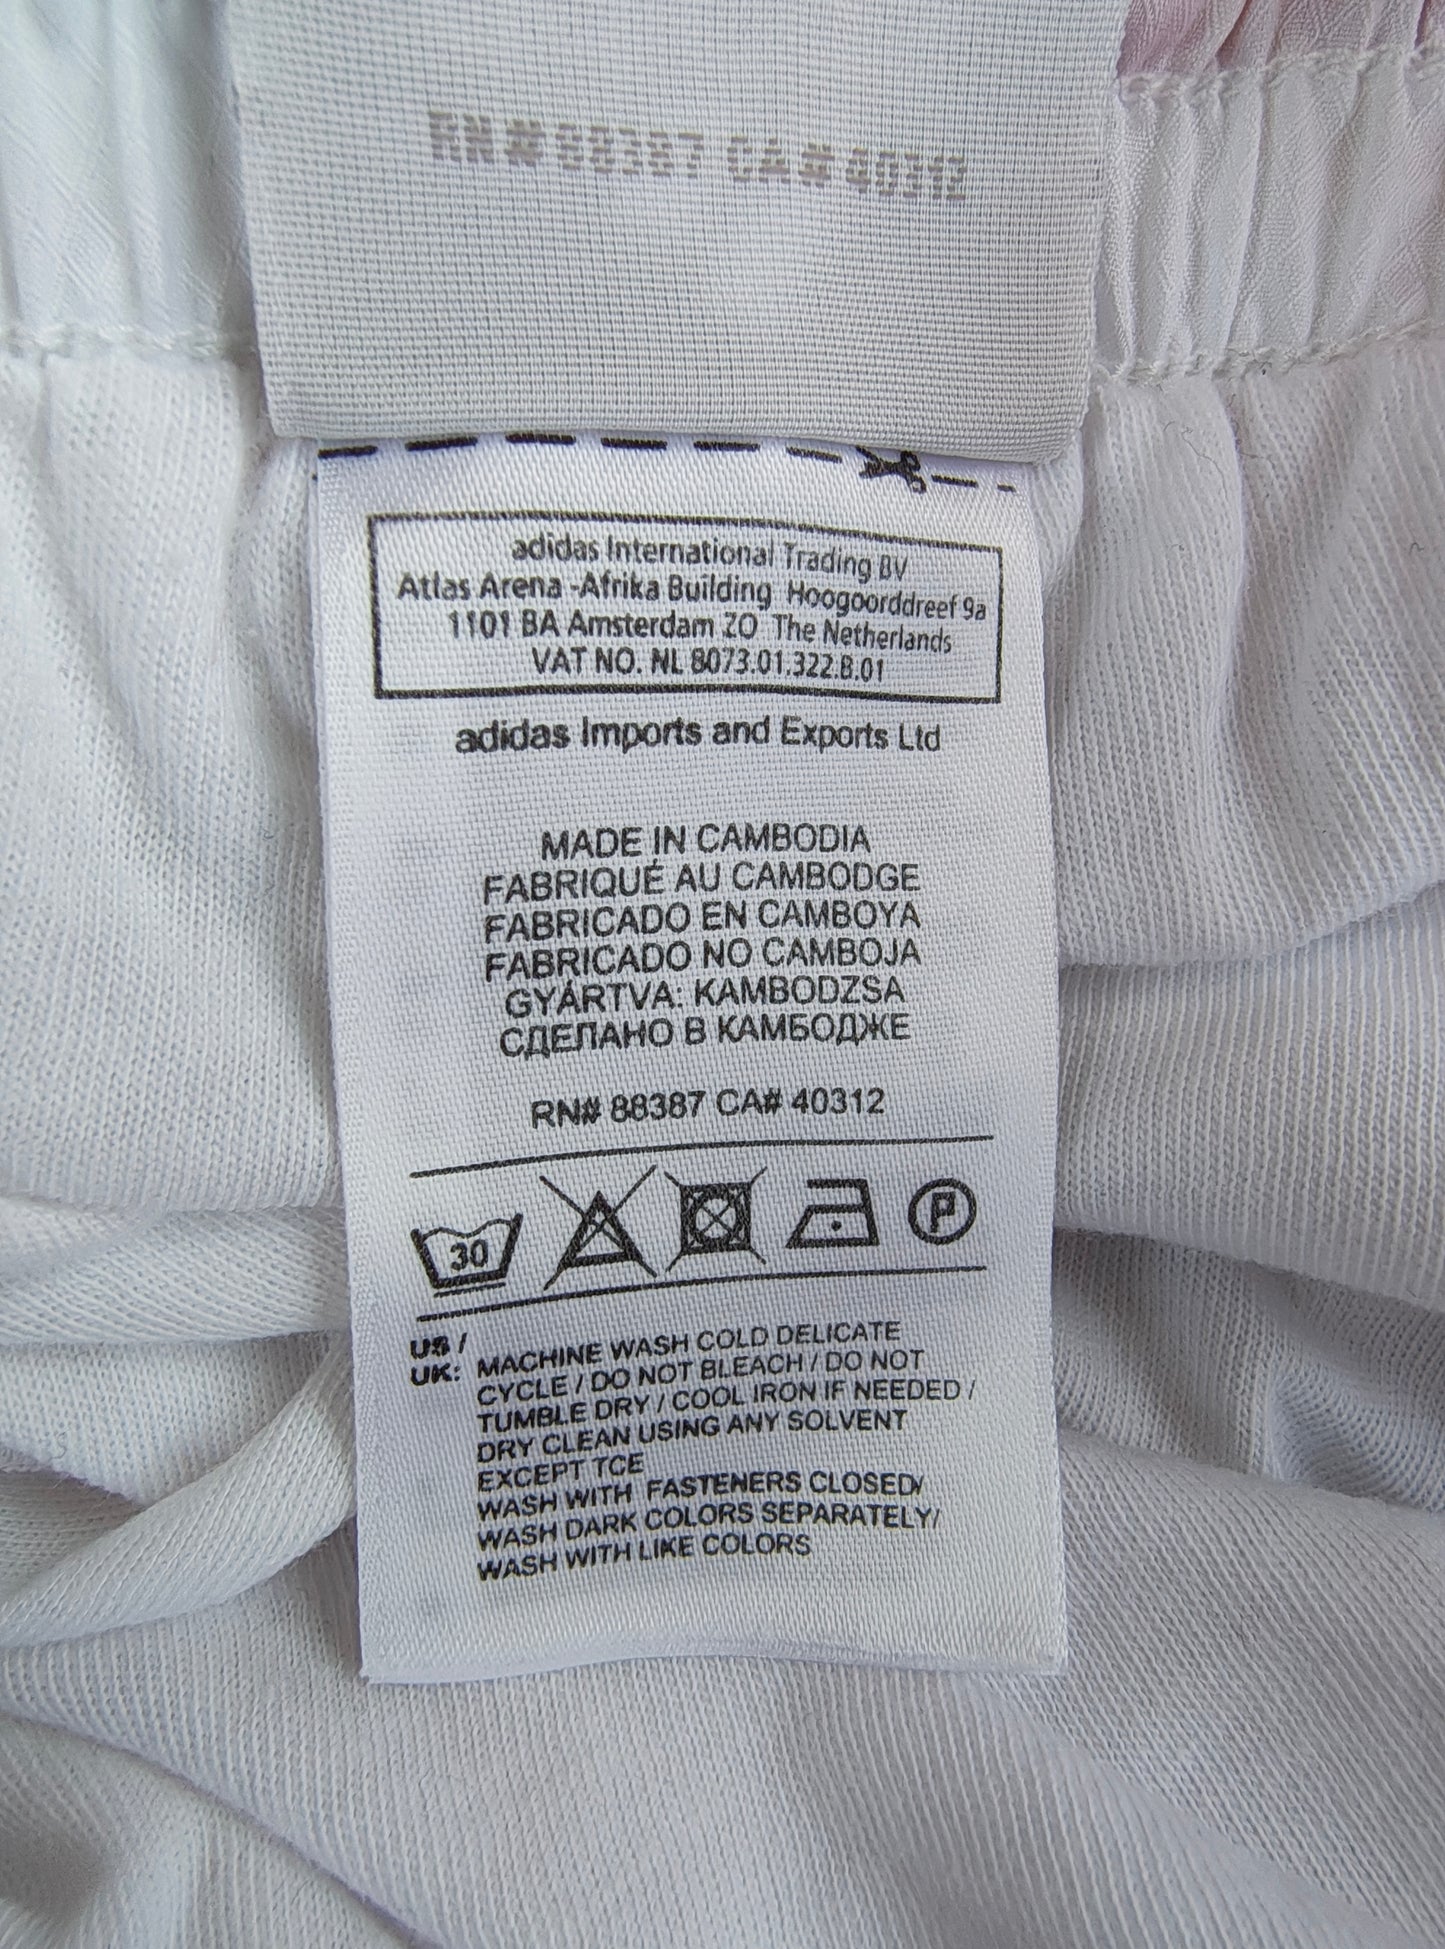 RN#88387 CA#40312
adidas International Trading BV
Atlas Arena -Afrika Building Hoogoorddreef 9a
1101 BA Amsterdam ZO The Netherlands
VAT NO. NL 8073.01.322.B.01
adidas Imports and Exports Ltd
MADE IN CAMBODIA
FABRIQUÉ AU CAMBODGE
FABRICADO EN CAMBOYA
FABRICADO NO CAMBOJA
GYÁRTVA: KAMBODZSA
СДЕЛАНО В КАМБОДЖЕ
RN# 88387 CA# 40312
30 P
US /
UK: MACHINE WASH COLD DELICATE
CYCLE / DO NOT BLEACH / DO NOT
TUMBLE DRY / COOL IRON IF NEEDED /
DRY CLEAN USING ANY SOLVENT
EXCEPT TCE
WASH WITH FASTENERS CLOSED/
WASH DARK COLORS SEPARATELY/
WASH WITH LIKE COLORS